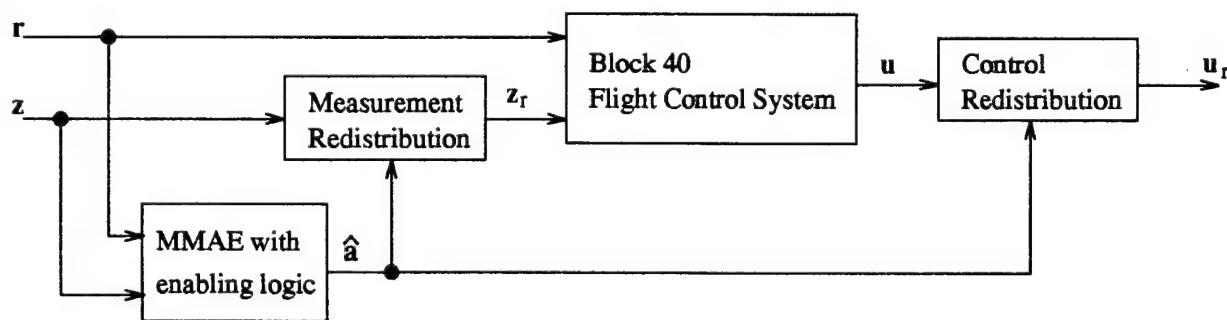 r
z
Measurement
Redistribution
z_r
Block 40
Flight Control System
u
Control
Redistribution
u_r
MMAE with
enabling logic
â